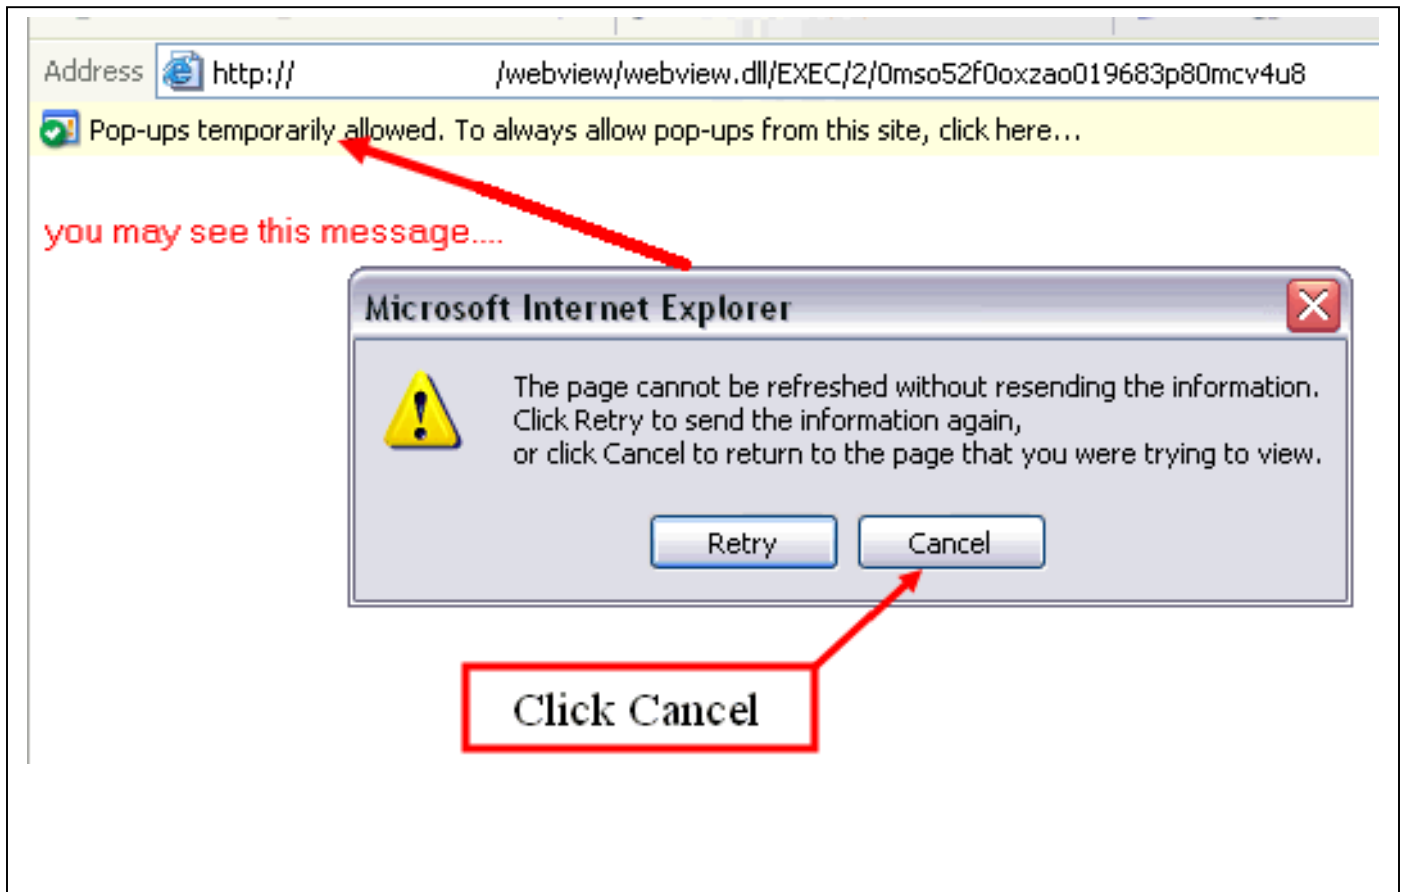 Address http:// /webview/webview.dll/EXEC/2/0mso52f0oxzao019683p80mcv4u8
Pop-ups temporarily allowed. To always allow pop-ups from this site, click here...
you may see this message....
Microsoft Internet Explorer
The page cannot be refreshed without resending the information.
Click Retry to send the information again,
or click Cancel to return to the page that you were trying to view.
Retry Cancel
Click Cancel